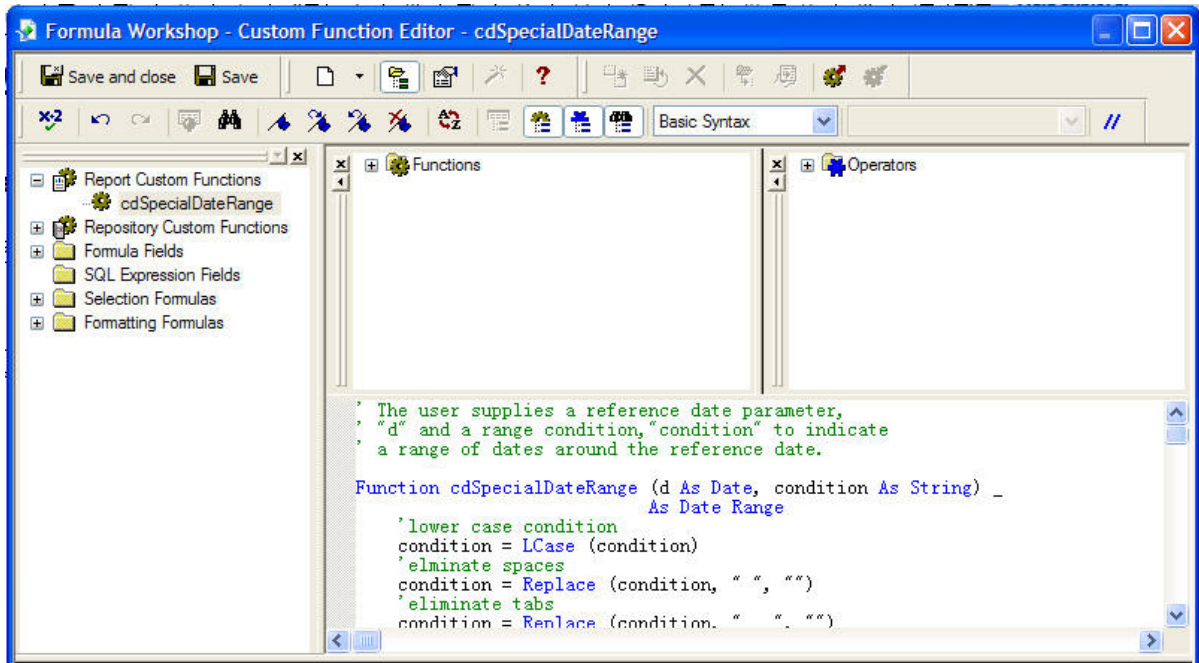 Formula Workshop - Custom Function Editor - cdSpecialDateRange
Save and close Save
Basic Syntax
Report Custom Functions
cdSpecialDateRange
Repository Custom Functions
Formula Fields
SQL Expression Fields
Selection Formulas
Formatting Formulas
Functions
Operators
' The user supplies a reference date parameter,
' "d" and a range condition,"condition" to indicate
' a range of dates around the reference date.
Function cdSpecialDateRange (d As Date, condition As String) _
As Date Range
'lower case condition
condition = LCase (condition)
'elminate spaces
condition = Replace (condition, " ", "")
'eliminate tabs
condition = Replace (condition, "   ", "")